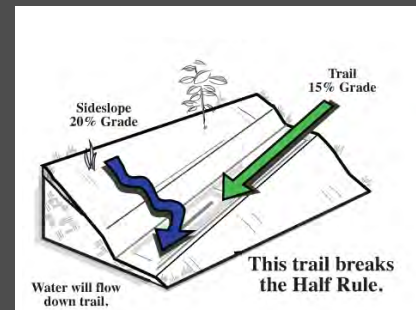 Trail
15% Grade
Sideslope
20% Grade
This trail breaks
the Half Rule.
Water will flow
down trail.